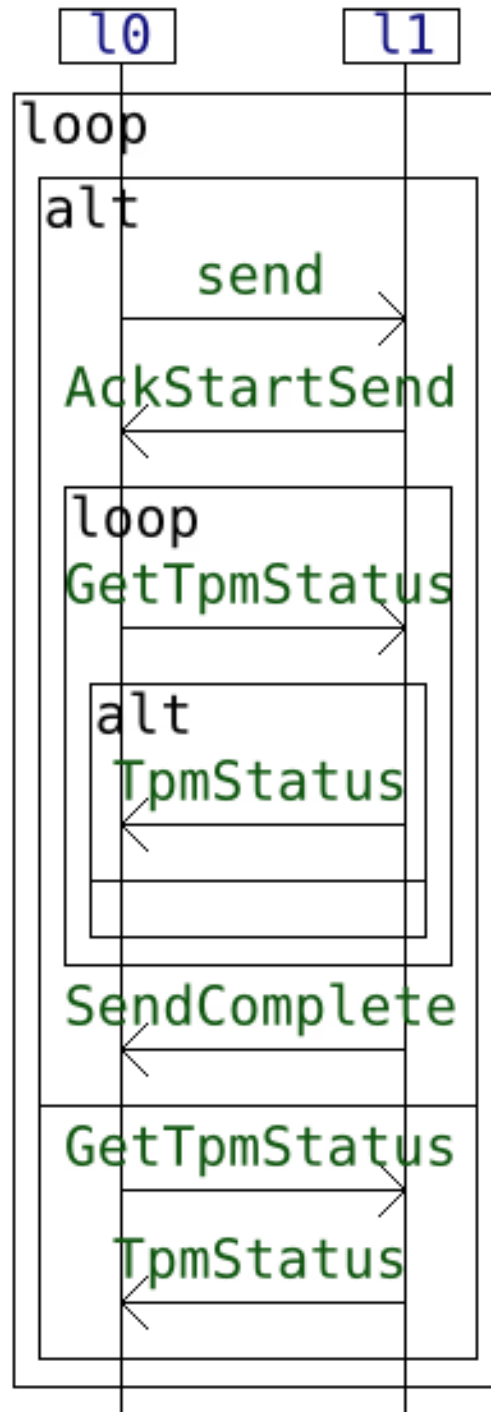 l0 l1
loop
alt
send
AckStartSend
loop
GetTpmStatus
alt
TpmStatus
SendComplete
GetTpmStatus
TpmStatus